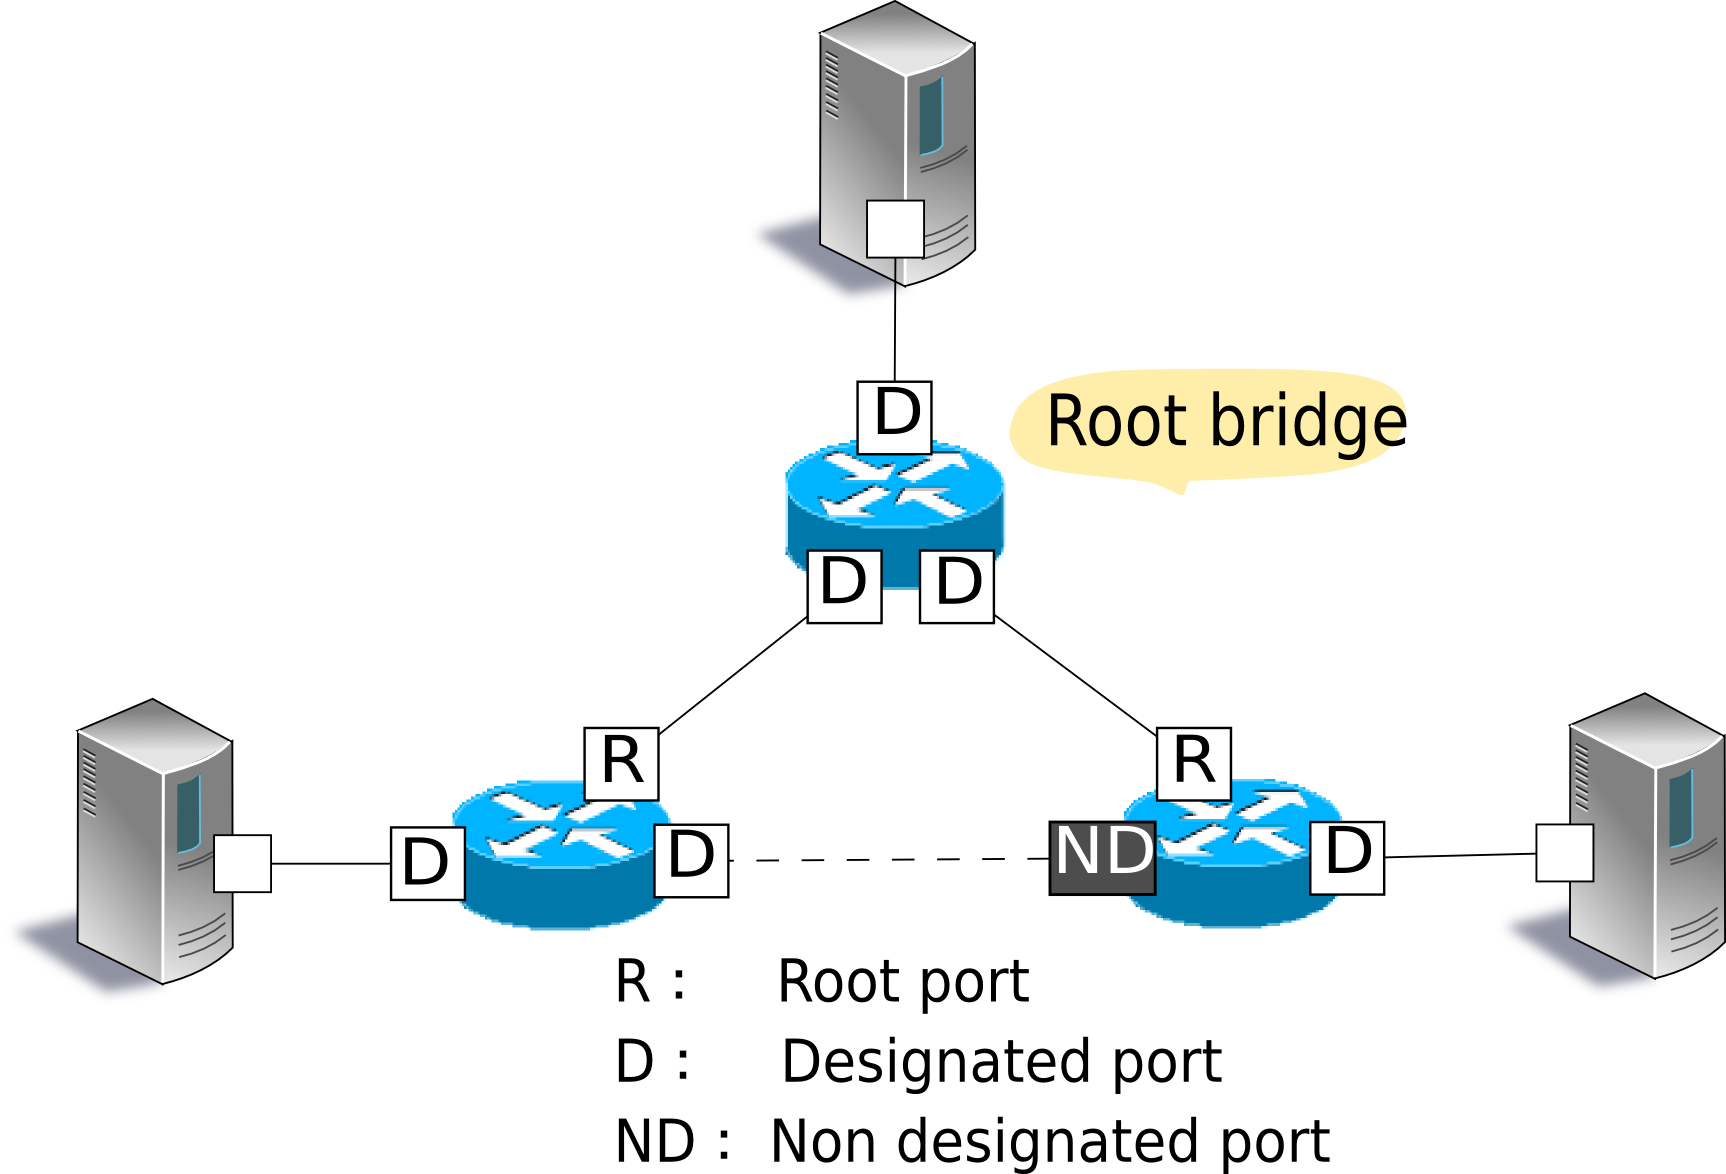 D
Root bridge
D D
R R
D D ND D
R : Root port
D : Designated port
ND : Non designated port